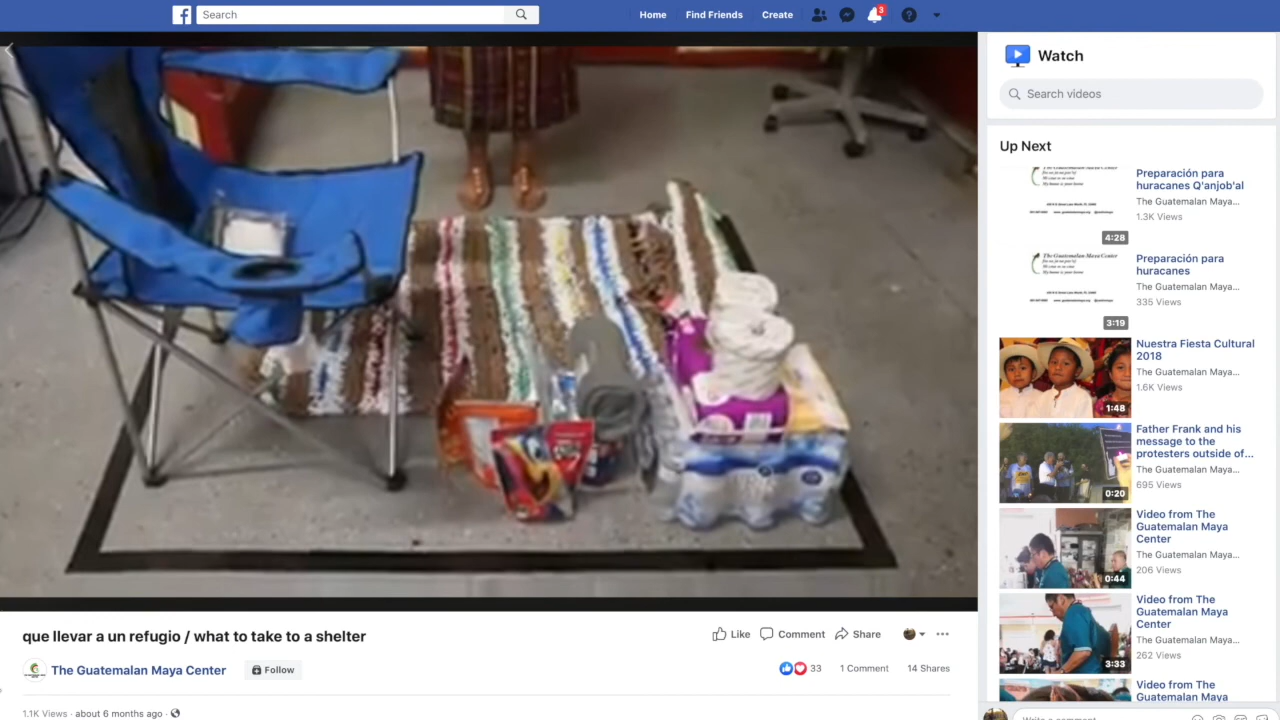 Search
Home
Find Friends
Create
3
Watch
Search videos
Up Next
Preparación para
huracanes Q'anjob'al
The Guatemalan Maya...
1.3K Views
4:28
The Guatemalan Maya Center
Preparación para
huracanes
The Guatemalan Maya...
335 Views
3:19
Nuestra Fiesta Cultural
2018
The Guatemalan Maya...
1.6K Views
1:48
Father Frank and his
message to the
protesters outside of...
The Guatemalan Maya...
695 Views
0:20
Video from The
Guatemalan Maya
Center
The Guatemalan Maya...
206 Views
0:44
Video from The
Guatemalan Maya
Center
The Guatemalan Maya...
262 Views
3:33
Video from The
Guatemalan Maya
que llevar a un refugio / what to take to a shelter
Like
Comment
Share
The Guatemalan Maya Center
Follow
33
1 Comment
14 Shares
1.1K Views · about 6 months ago ·
Write a comment...